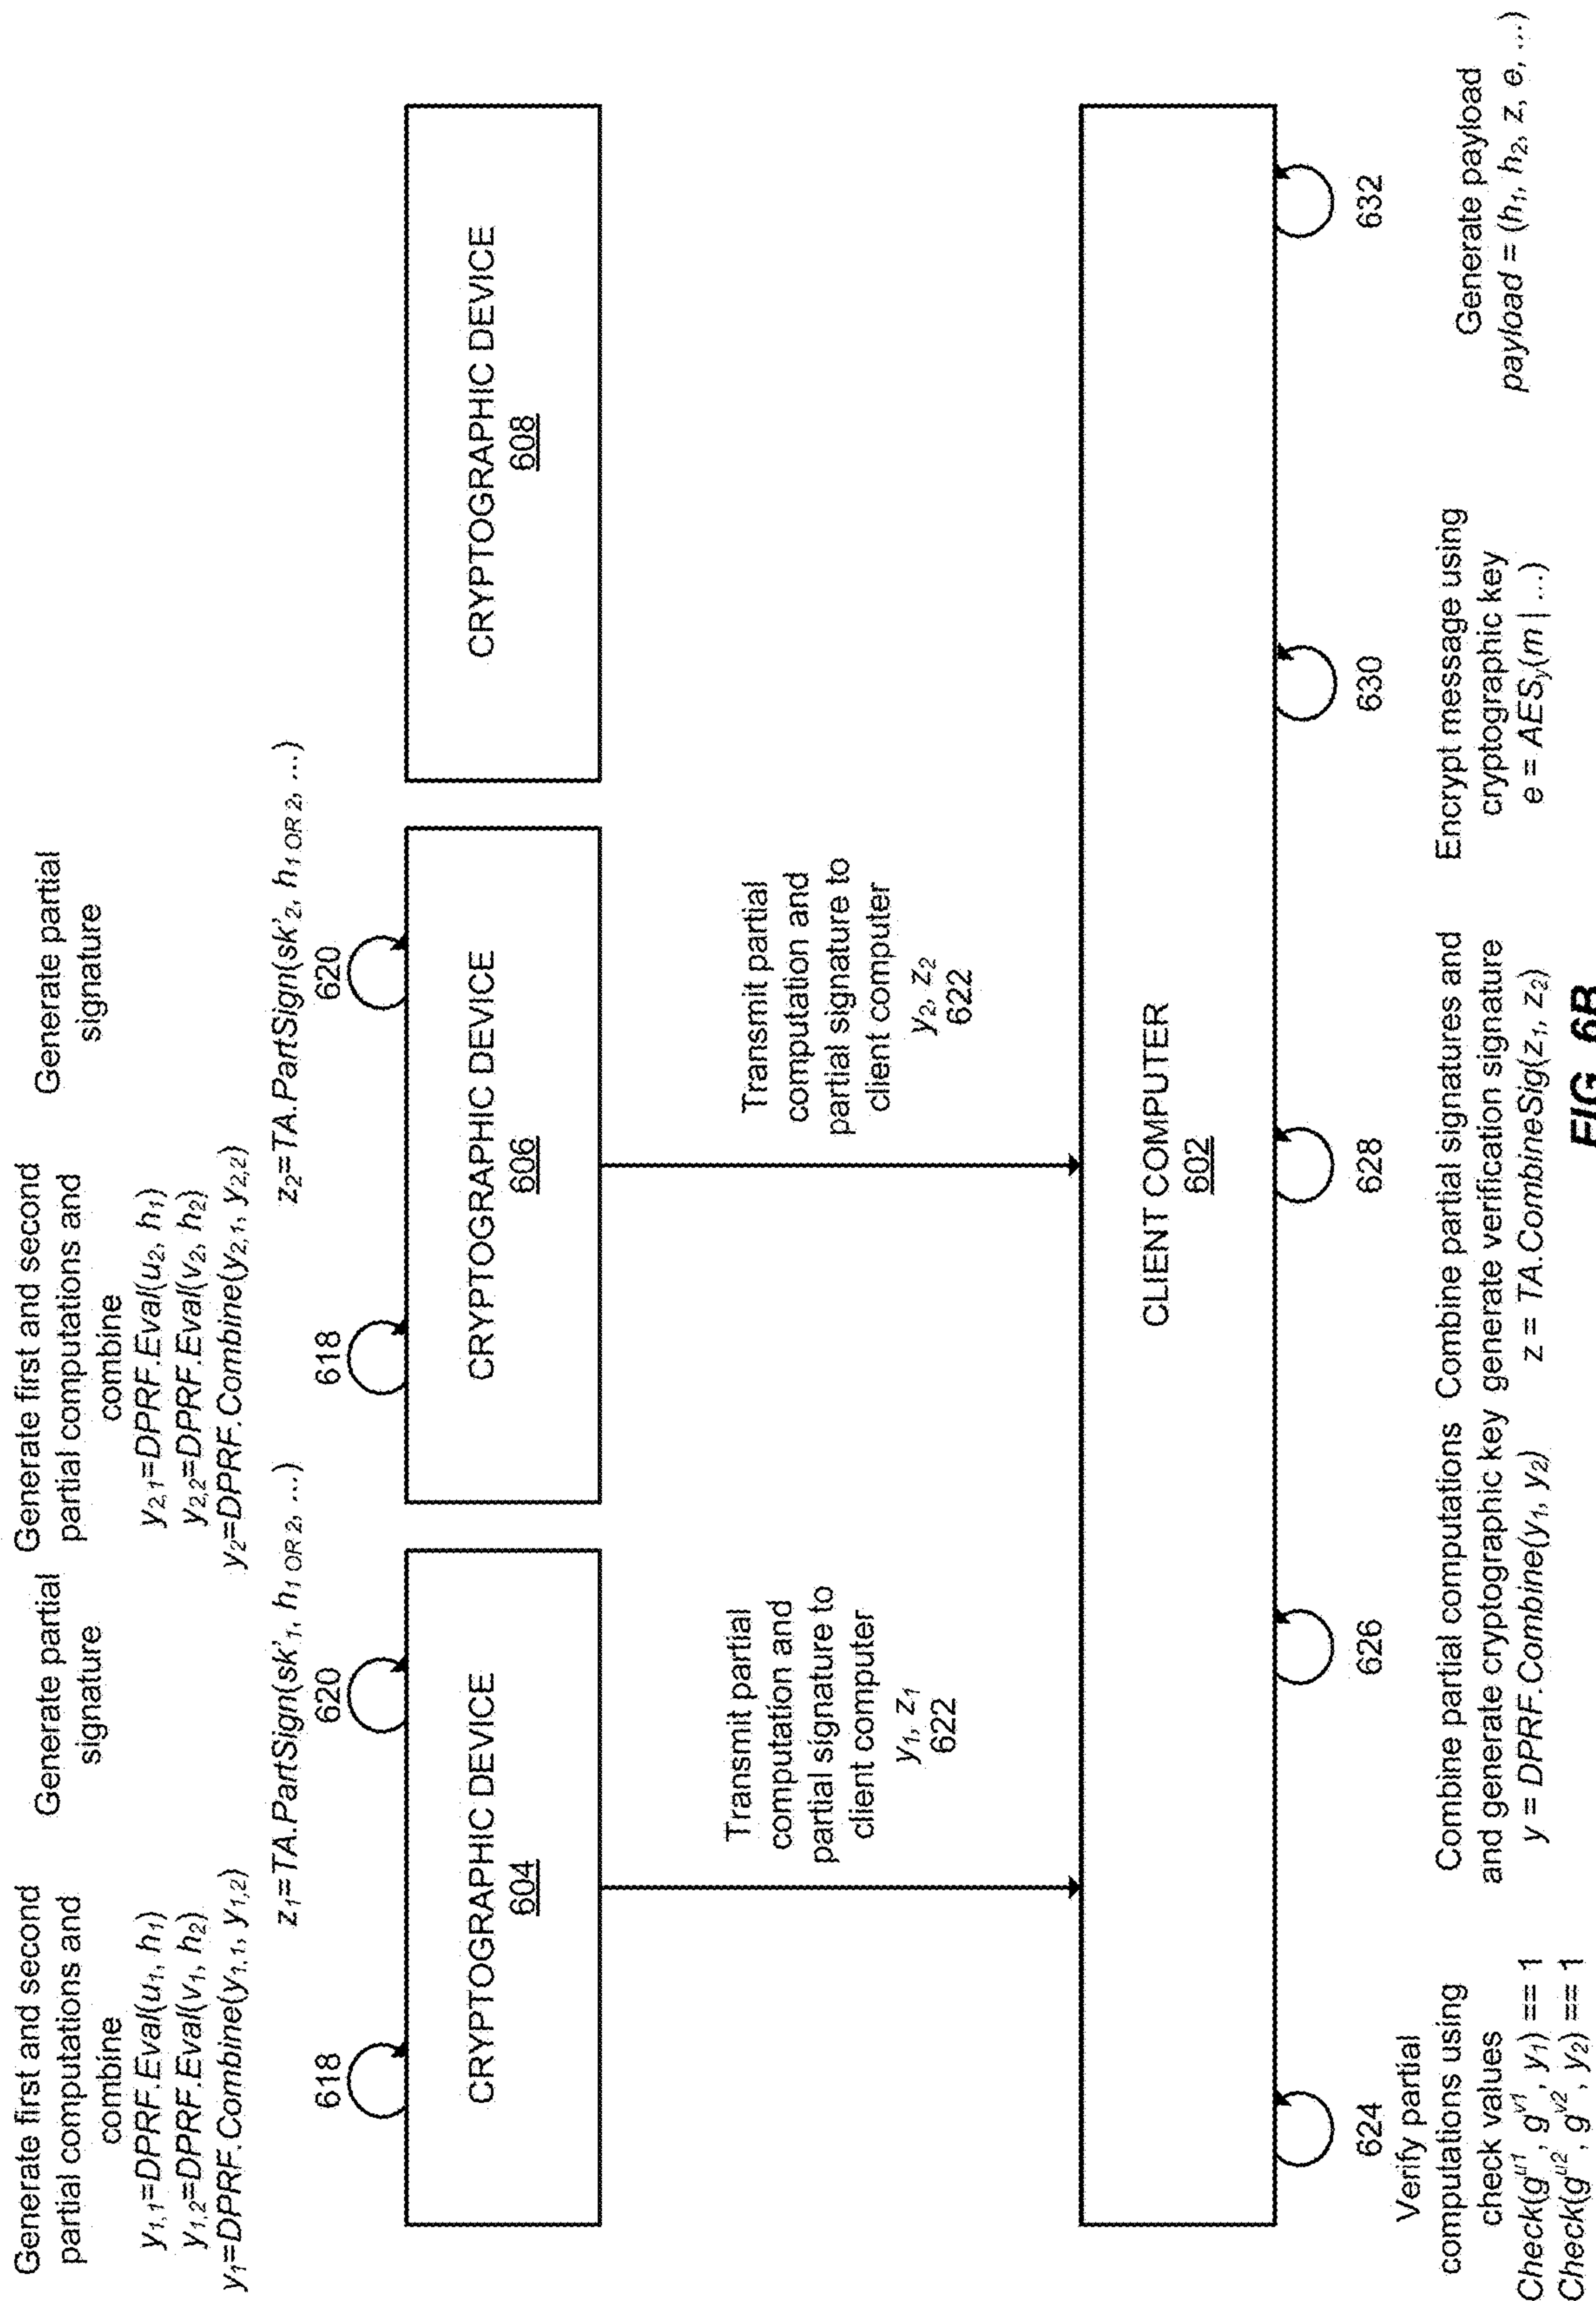 Generate first and second
partial computations and
combine
y1,1=DPRF.Eval(u1, h1)
y1,2=DPRF.Eval(v1, h2)
y1=DPRF.Combine(y1,1, y1,2)
Generate partial
signature
z1=TA.PartSign(sk'1, h1 OR 2, ...)
Generate first and second
partial computations and
combine
y2,1=DPRF.Eval(u2, h1)
y2,2=DPRF.Eval(v2, h2)
y2=DPRF.Combine(y2,1, y2,2)
Generate partial
signature
z2=TA.PartSign(sk'2, h1 OR 2, ...)
618
620
618
620
CRYPTOGRAPHIC DEVICE
604
CRYPTOGRAPHIC DEVICE
606
CRYPTOGRAPHIC DEVICE
608
Transmit partial
computation and
partial signature to
client computer
y1, z1
622
Transmit partial
computation and
partial signature to
client computer
y2, z2
622
CLIENT COMPUTER
602
624
Verify partial
computations using
check values
Check(g^u1, g^v1, y1) == 1
Check(g^u2, g^v2, y2) == 1
626
Combine partial computations
and generate cryptographic key
y = DPRF.Combine(y1, y2)
628
Combine partial signatures and
generate verification signature
z = TA.CombineSig(z1, z2)
630
Encrypt message using
cryptographic key
e = AESy(m | ...)
632
Generate payload
payload = (h1, h2, z, e, ...)
FIG. 6B